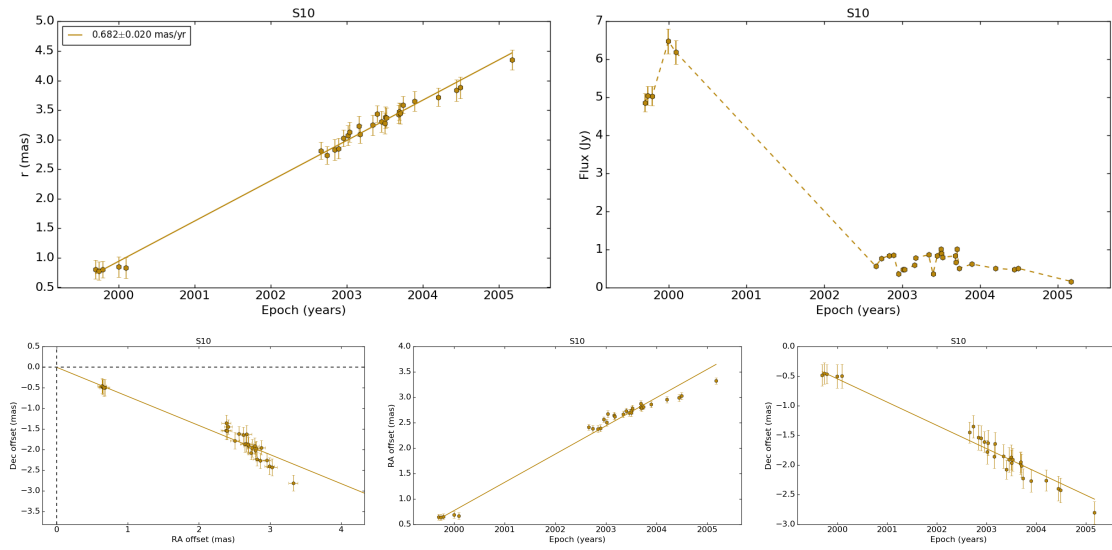 S10
5.0
4.5
4.0
3.5
3.0
2.5
2.0
1.5
1.0
0.5
r (mas)
0.682±0.020 mas/yr
2000 2001 2002 2003 2004 2005
Epoch (years)
S10
7
6
5
4
3
2
1
0
Flux (Jy)
2000 2001 2002 2003 2004 2005
Epoch (years)
S10
0.5
0.0
−0.5
−1.0
−1.5
−2.0
−2.5
−3.0
−3.5
Dec offset (mas)
0 1 2 3 4
RA offset (mas)
S10
4.0
3.5
3.0
2.5
2.0
1.5
1.0
0.5
RA offset (mas)
2000 2001 2002 2003 2004 2005
Epoch (years)
S10
0.0
−0.5
−1.0
−1.5
−2.0
−2.5
−3.0
Dec offset (mas)
2000 2001 2002 2003 2004 2005
Epoch (years)